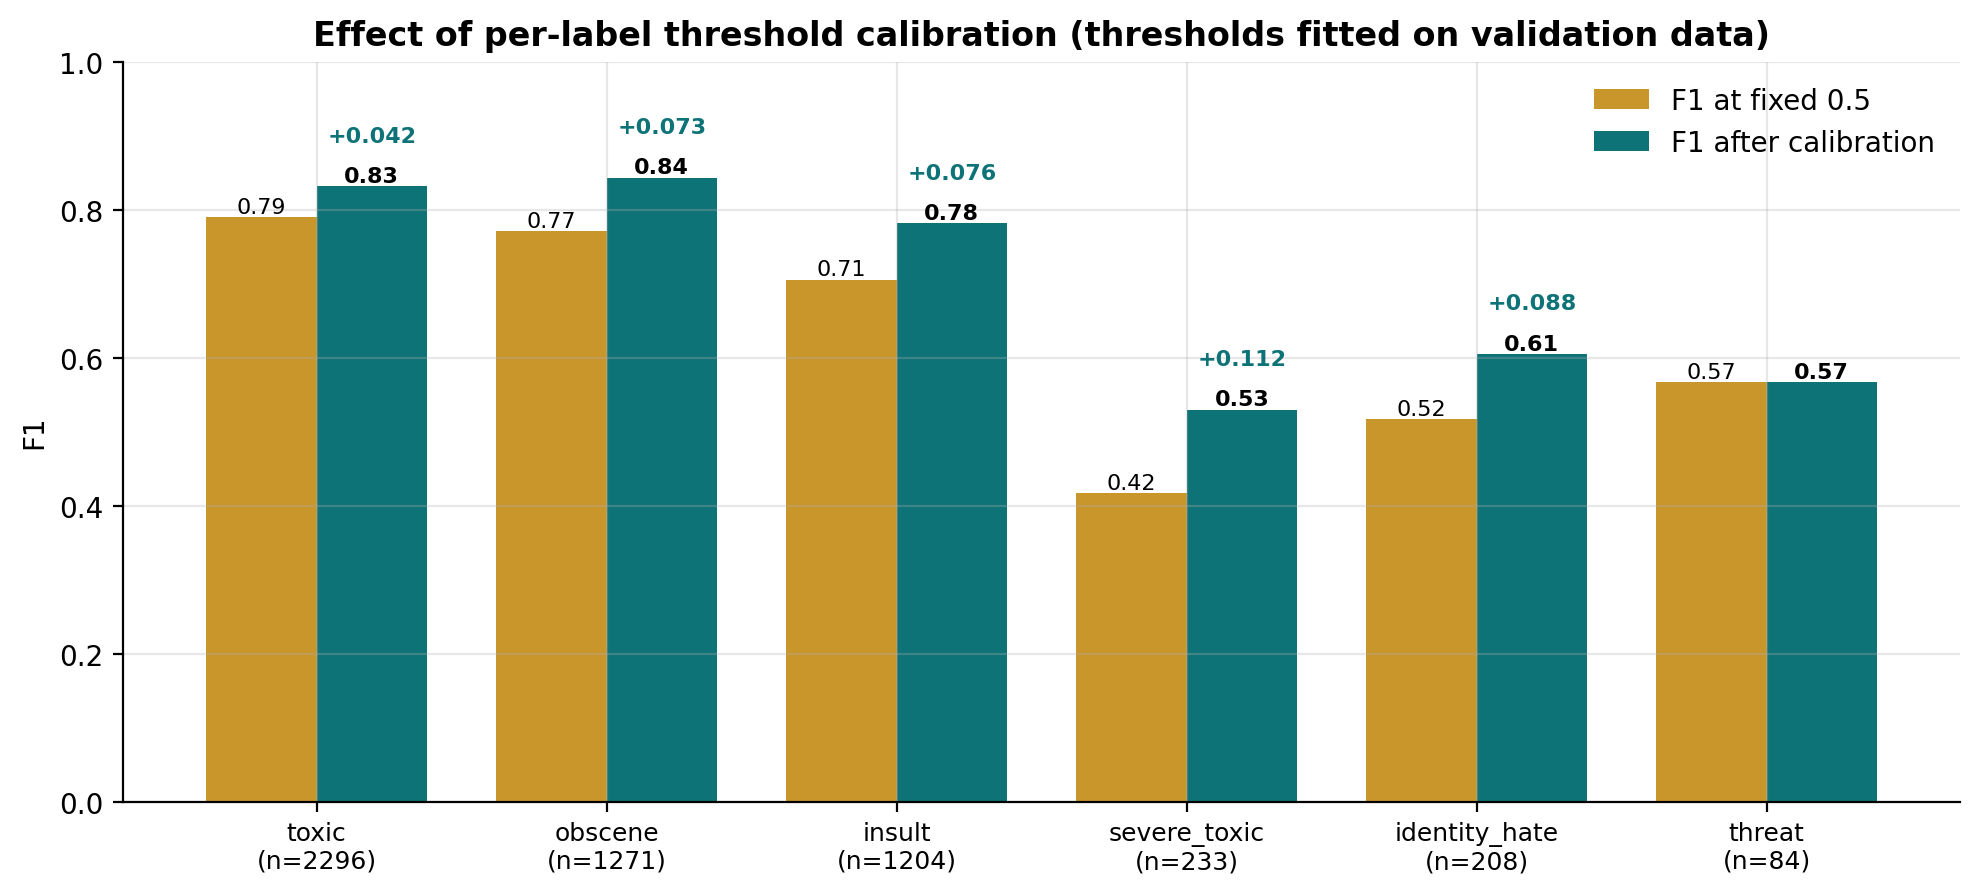 Effect of per-label threshold calibration (thresholds fitted on validation data)
F1 at fixed 0.5
F1 after calibration
F1
1.0
0.8
0.6
0.4
0.2
0.0
0.79
+0.042
0.83
0.77
+0.073
0.84
0.71
+0.076
0.78
0.42
+0.112
0.53
0.52
+0.088
0.61
0.57
0.57
toxic
(n=2296)
obscene
(n=1271)
insult
(n=1204)
severe_toxic
(n=233)
identity_hate
(n=208)
threat
(n=84)